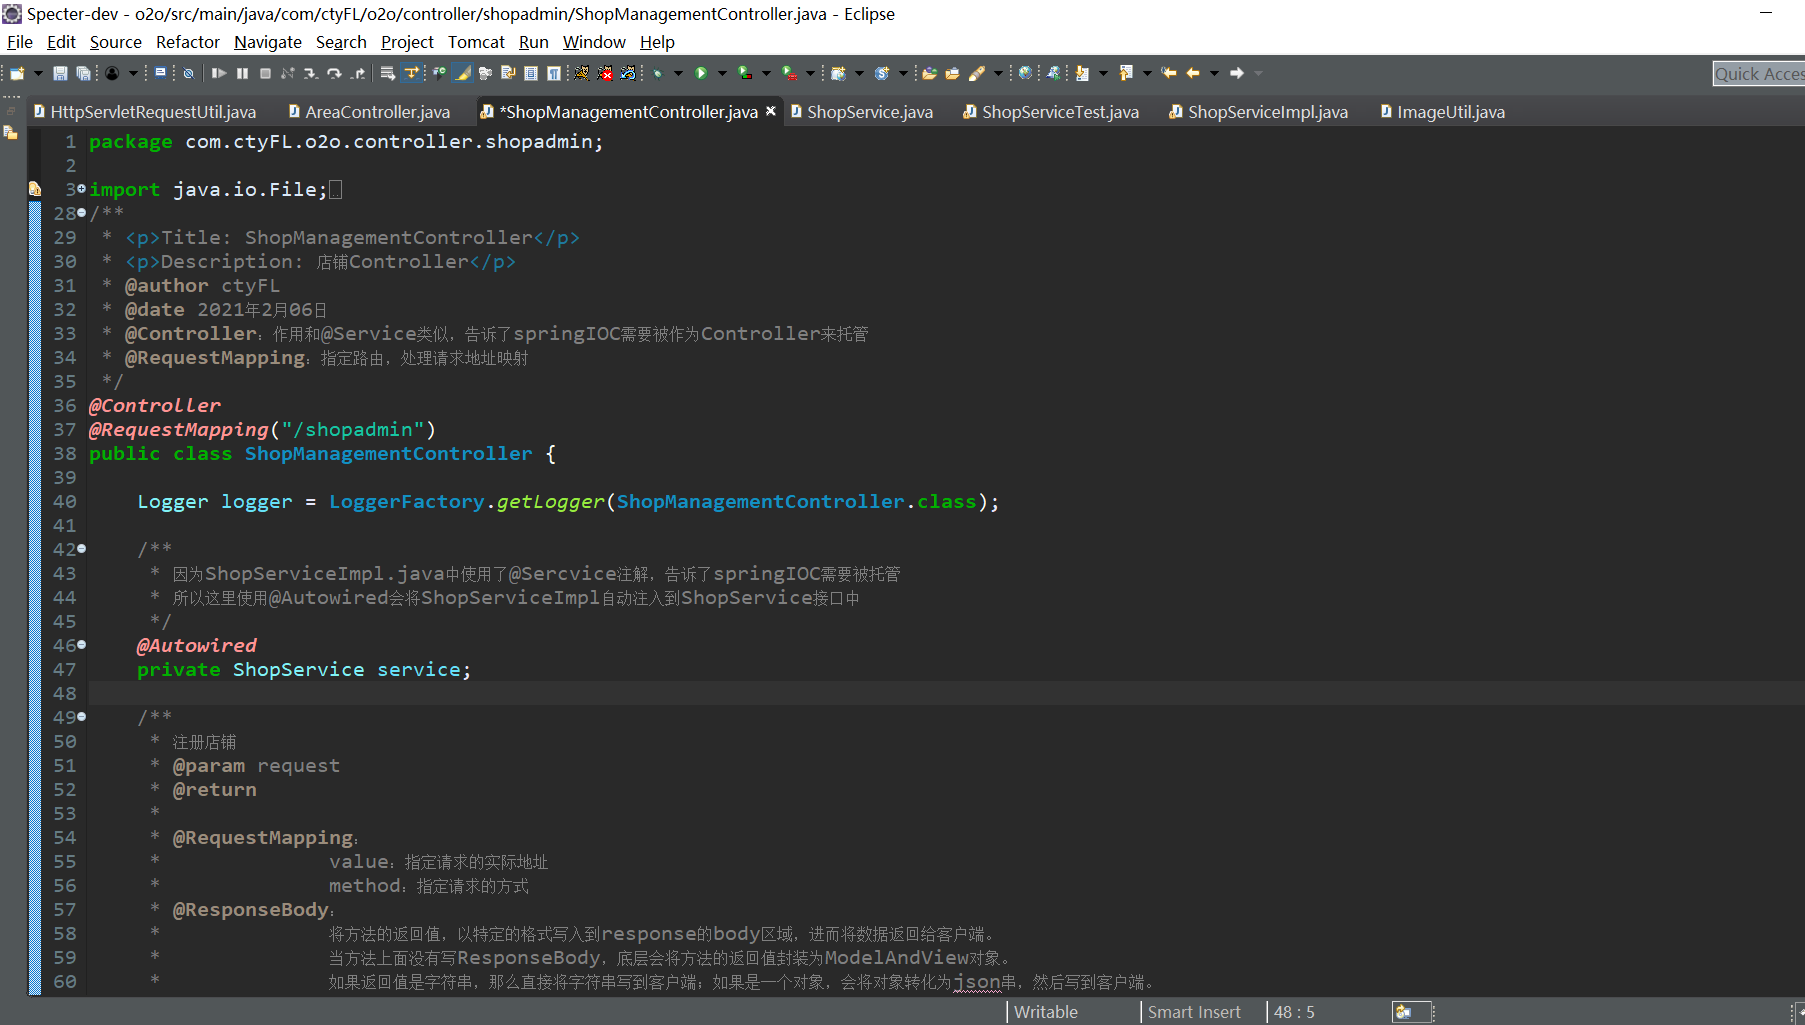 Specter-dev - o2o/src/main/java/com/ctyFL/o2o/controller/shopadmin/ShopManagementController.java - Eclipse
File Edit Source Refactor Navigate Search Project Tomcat Run Window Help
Quick Acces
HttpServletRequestUtil.java AreaController.java *ShopManagementController.java ShopService.java ShopServiceTest.java ShopServiceImpl.java ImageUtil.java
1 package com.ctyFL.o2o.controller.shopadmin;
2
3 import java.io.File;
28 /**
29 * <p>Title: ShopManagementController</p>
30 * <p>Description: 店铺Controller</p>
31 * @author ctyFL
32 * @date 2021年2月06日
33 * @Controller：作用和@Service类似，告诉了springIOC需要被作为Controller来托管
34 * @RequestMapping：指定路由，处理请求地址映射
35 */
36 @Controller
37 @RequestMapping("/shopadmin")
38 public class ShopManagementController {
39
40 Logger logger = LoggerFactory.getLogger(ShopManagementController.class);
41
42 /**
43 * 因为ShopServiceImpl.java中使用了@Sercvice注解，告诉了springIOC需要被托管
44 * 所以这里使用@Autowired会将ShopServiceImpl自动注入到ShopService接口中
45 */
46 @Autowired
47 private ShopService service;
48
49 /**
50 * 注册店铺
51 * @param request
52 * @return
53 *
54 * @RequestMapping：
55 * value：指定请求的实际地址
56 * method：指定请求的方式
57 * @ResponseBody：
58 * 将方法的返回值，以特定的格式写入到response的body区域，进而将数据返回给客户端。
59 * 当方法上面没有写ResponseBody，底层会将方法的返回值封装为ModelAndView对象。
60 * 如果返回值是字符串，那么直接将字符串写到客户端；如果是一个对象，会将对象转化为json串，然后写到客户端。
Writable Smart Insert 48 : 5